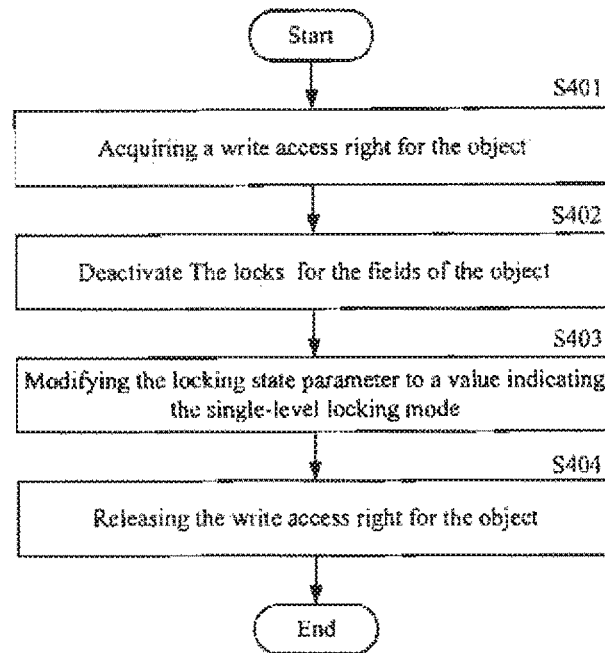 Start
S401
Acquiring a write access right for the object
S402
Deactivate The locks for the fields of the object
S403
Modifying the locking state parameter to a value indicating
the single-level locking mode
S404
Releasing the write access right for the object
End